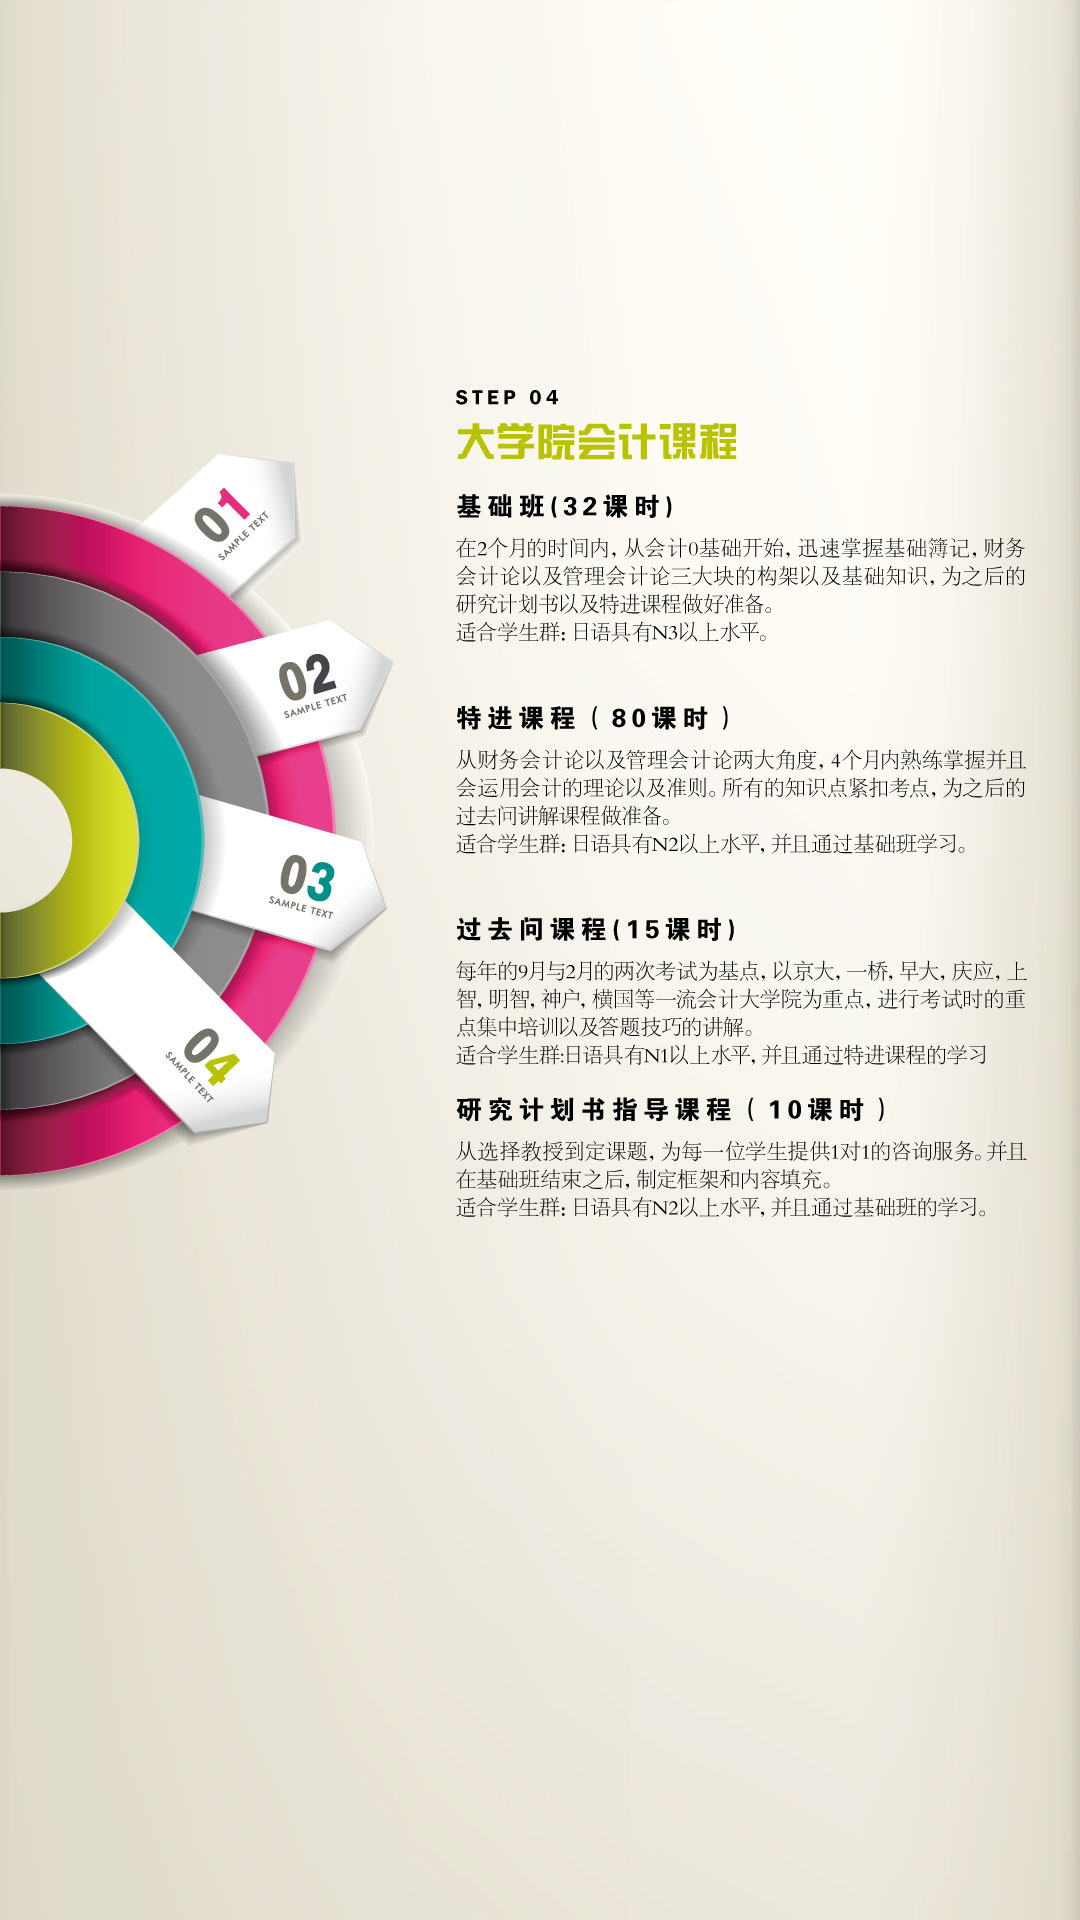 STEP 04
大学院会计课程
基础班(32课时)
在2个月的时间内, 从会计0基础开始, 迅速掌握基础簿记, 财务
会计论以及管理会计论三大块的构架以及基础知识, 为之后的
研究计划书以及特进课程做好准备。
适合学生群: 日语具有N3以上水平。
特进课程（80课时）
从财务会计论以及管理会计论两大角度, 4个月内熟练掌握并且
会运用会计的理论以及准则。所有的知识点紧扣考点, 为之后的
过去问讲解课程做准备。
适合学生群: 日语具有N2以上水平, 并且通过基础班学习。
过去问课程(15课时)
每年的9月与2月的两次考试为基点, 以京大, 一桥, 早大, 庆应, 上
智, 明智, 神户, 横国等一流会计大学院为重点, 进行考试时的重
点集中培训以及答题技巧的讲解。
适合学生群:日语具有N1以上水平, 并且通过特进课程的学习
研究计划书指导课程（10课时）
从选择教授到定课题, 为每一位学生提供1对1的咨询服务。并且
在基础班结束之后, 制定框架和内容填充。
适合学生群: 日语具有N2以上水平, 并且通过基础班的学习。
01
SAMPLE TEXT
02
SAMPLE TEXT
03
SAMPLE TEXT
04
SAMPLE TEXT